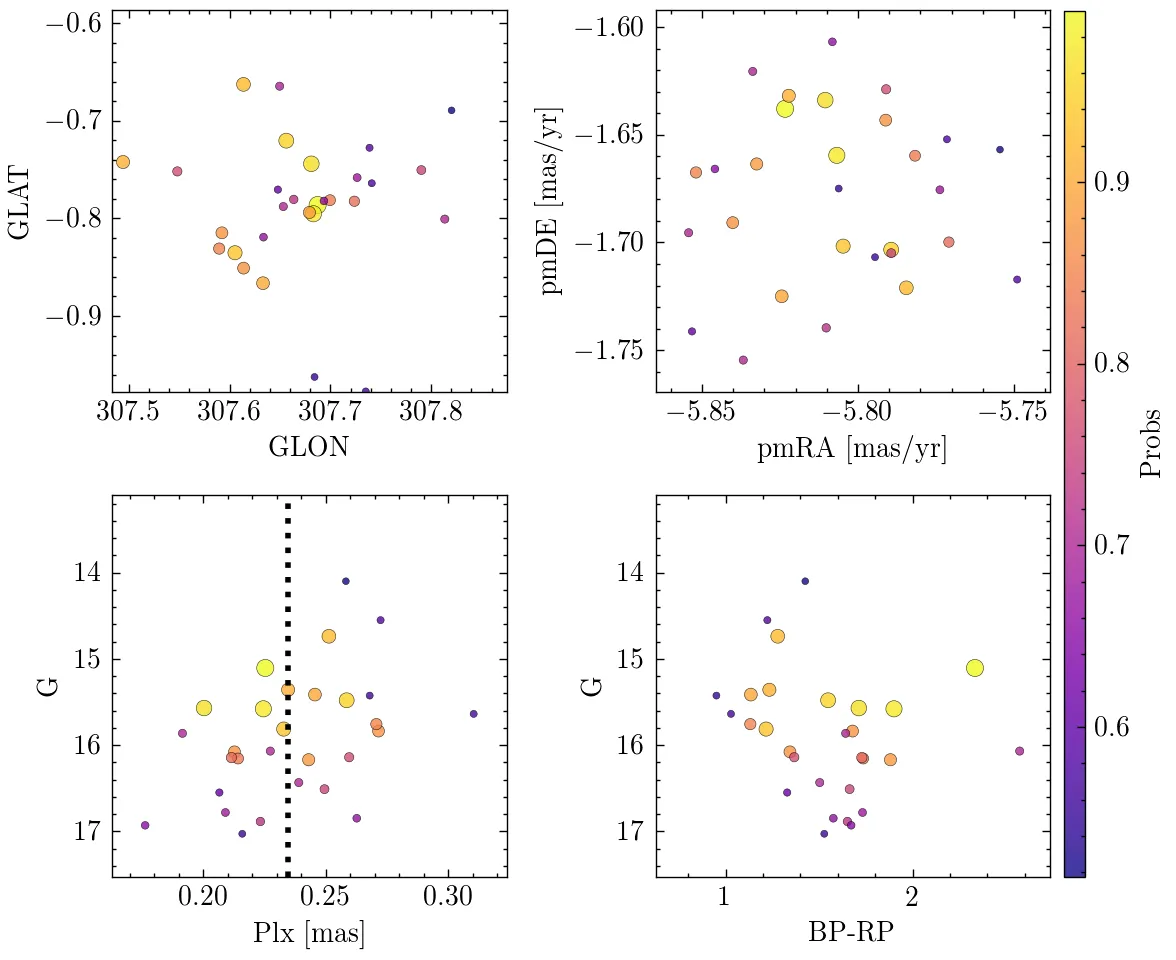 −0.6
−0.7
−0.8
−0.9
GLAT
307.5 307.6 307.7 307.8
GLON
−1.60
−1.65
−1.70
−1.75
pmDE [mas/yr]
−5.85 −5.80 −5.75
pmRA [mas/yr]
14
15
16
17
G
0.20 0.25 0.30
Plx [mas]
14
15
16
17
G
1 2
BP-RP
0.9
0.8
0.7
0.6
Probs